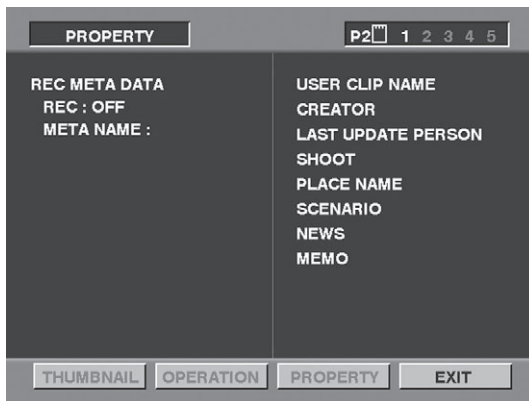 PROPERTY
P2 1 2 3 4 5
REC META DATA
REC : OFF
META NAME :
USER CLIP NAME
CREATOR
LAST UPDATE PERSON
SHOOT
PLACE NAME
SCENARIO
NEWS
MEMO
THUMBNAIL OPERATION PROPERTY EXIT